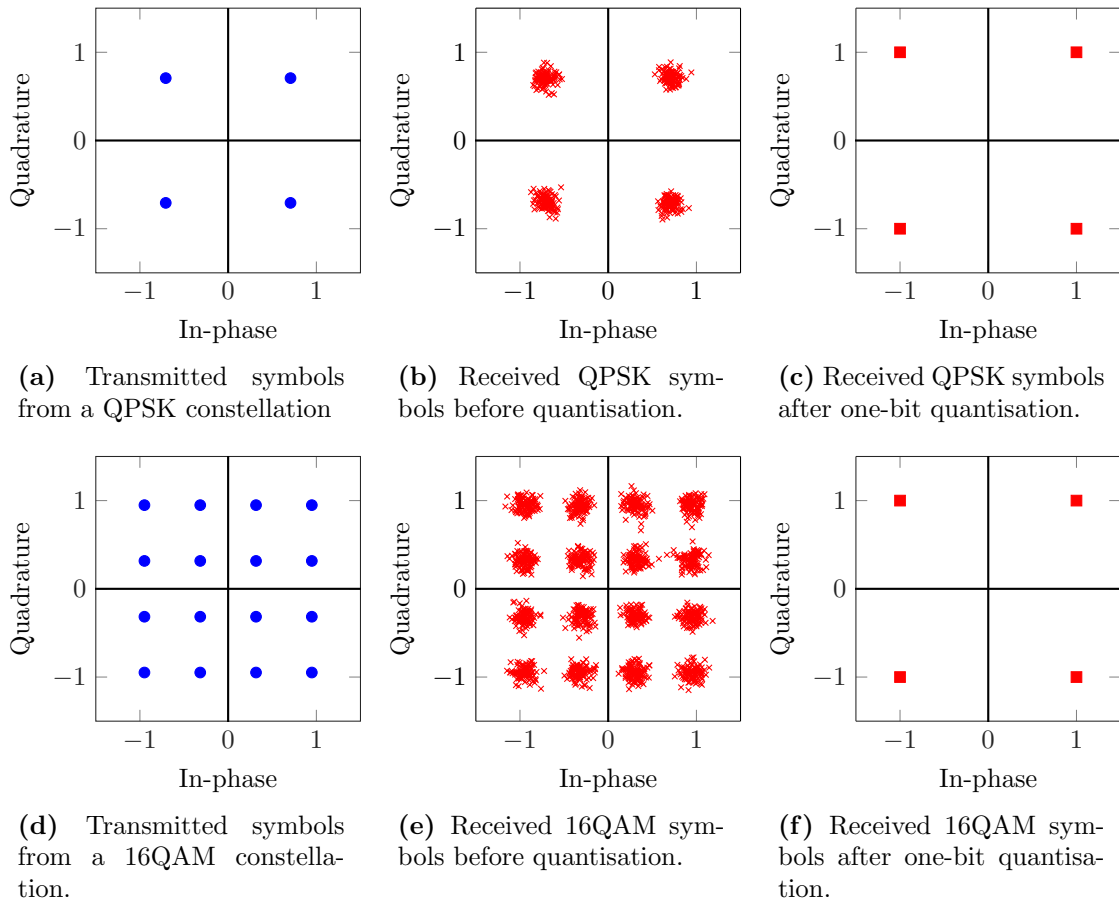 1
0
−1
Quadrature
−1 0 1
In-phase
(a) Transmitted symbols
from a QPSK constellation
1
0
−1
Quadrature
−1 0 1
In-phase
(b) Received QPSK sym-
bols before quantisation.
1
0
−1
Quadrature
−1 0 1
In-phase
(c) Received QPSK symbols
after one-bit quantisation.
1
0
−1
Quadrature
−1 0 1
In-phase
(d) Transmitted symbols
from a 16QAM constella-
tion.
1
0
−1
Quadrature
−1 0 1
In-phase
(e) Received 16QAM sym-
bols before quantisation.
1
0
−1
Quadrature
−1 0 1
In-phase
(f) Received 16QAM sym-
bols after one-bit quantisa-
tion.